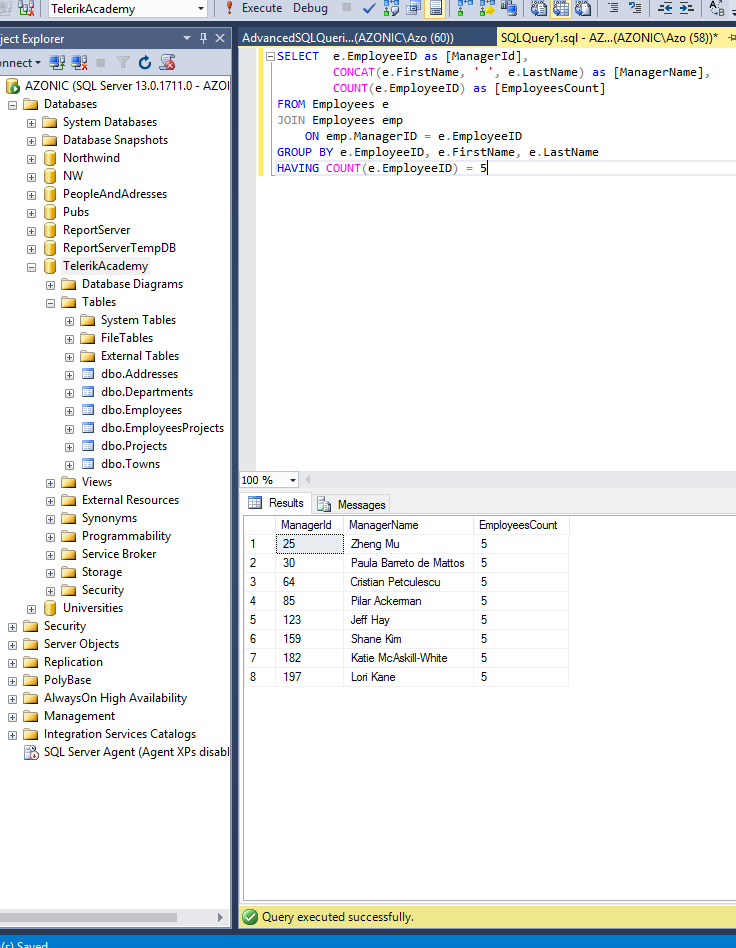 TelerikAcademy
Execute
Debug
ject Explorer
nnect
AZONIC (SQL Server 13.0.1711.0 - AZOI
Databases
System Databases
Database Snapshots
Northwind
NW
PeopleAndAdresses
Pubs
ReportServer
ReportServerTempDB
TelerikAcademy
Database Diagrams
Tables
System Tables
FileTables
External Tables
dbo.Addresses
dbo.Departments
dbo.Employees
dbo.EmployeesProjects
dbo.Projects
dbo.Towns
Views
External Resources
Synonyms
Programmability
Service Broker
Storage
Security
Universities
Security
Server Objects
Replication
PolyBase
AlwaysOn High Availability
Management
Integration Services Catalogs
SQL Server Agent (Agent XPs disabl
AdvancedSQLQueri...(AZONIC\Azo (60))
SQLQuery1.sql - AZ...(AZONIC\Azo (58))*
SELECT e.EmployeeID as [ManagerId],
CONCAT(e.FirstName, ' ', e.LastName) as [ManagerName],
COUNT(e.EmployeeID) as [EmployeesCount]
FROM Employees e
JOIN Employees emp
ON emp.ManagerID = e.EmployeeID
GROUP BY e.EmployeeID, e.FirstName, e.LastName
HAVING COUNT(e.EmployeeID) = 5
100 %
Results
Messages
ManagerId ManagerName EmployeesCount
1 25 Zheng Mu 5
2 30 Paula Barreto de Mattos 5
3 64 Cristian Petculescu 5
4 85 Pilar Ackerman 5
5 123 Jeff Hay 5
6 159 Shane Kim 5
7 182 Katie McAskill-White 5
8 197 Lori Kane 5
Query executed successfully.
(s) Saved